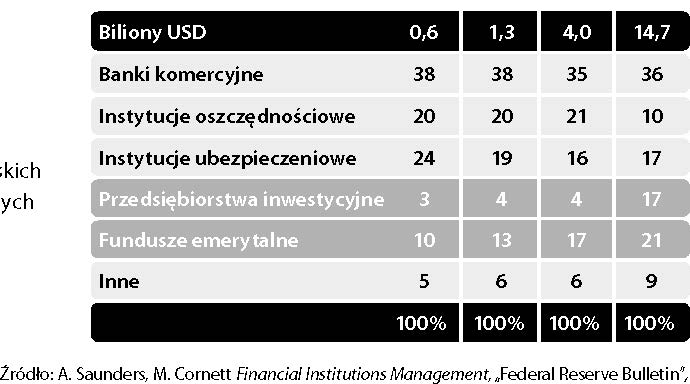 Biliony USD 0,6 1,3 4,0 14,7
Banki komercyjne 38 38 35 36
Instytucje oszczędnościowe 20 20 21 10
Instytucje ubezpieczeniowe 24 19 16 17
skich
Przedsiębiorstwa inwestycyjne 3 4 4 17
ych
Fundusze emerytalne 10 13 17 21
Inne 5 6 6 9
100% 100% 100% 100%
Źródło: A. Saunders, M. Cornett Financial Institutions Management, „Federal Reserve Bulletin”,